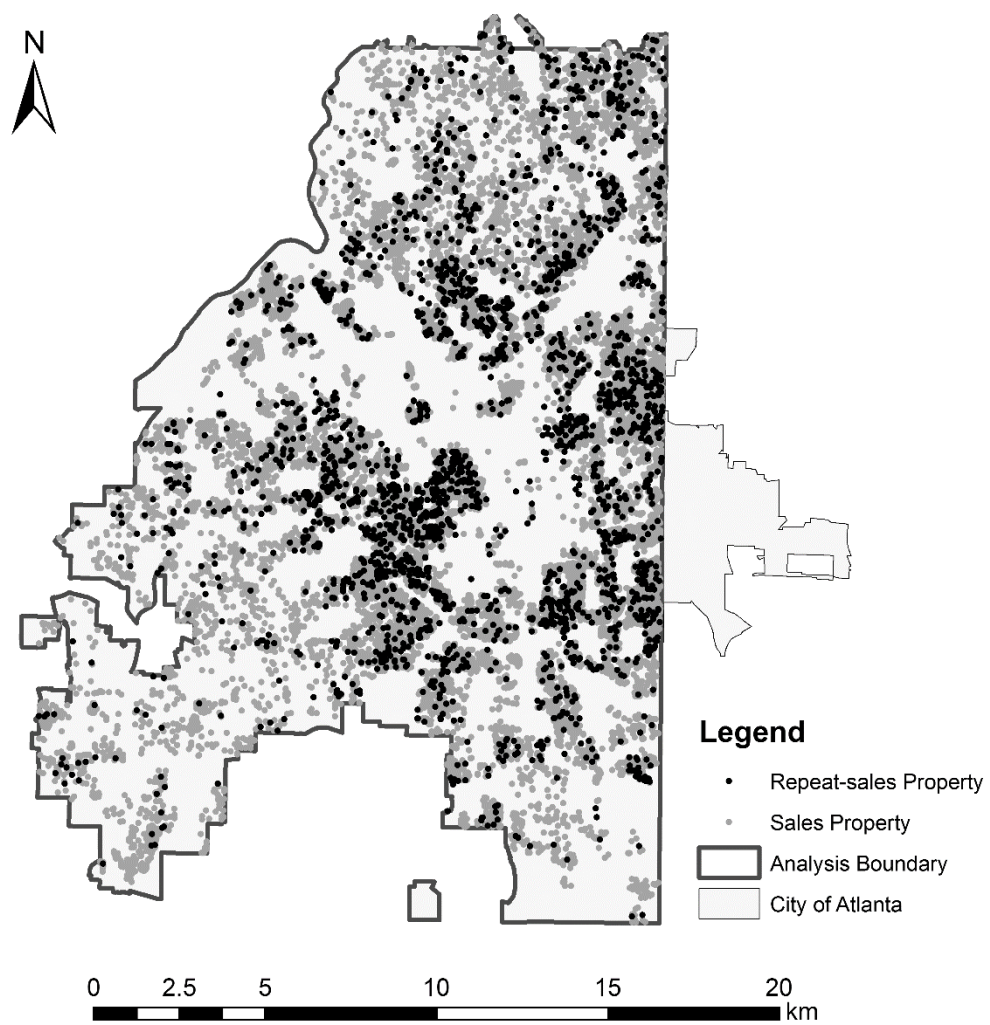 N
Legend
Repeat-sales Property
Sales Property
Analysis Boundary
City of Atlanta
0 2.5 5 10 15 20
km